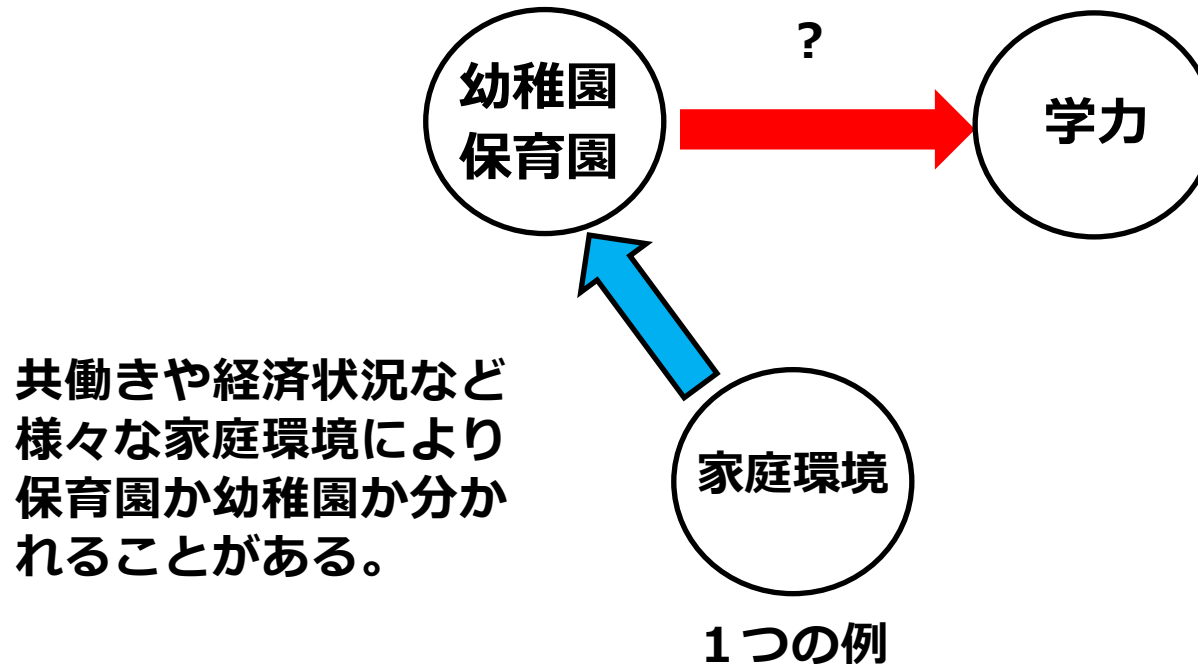 ?
幼稚園
保育園
学力
共働きや経済状況など
様々な家庭環境により
保育園か幼稚園か分か
れることがある。
家庭環境
１つの例